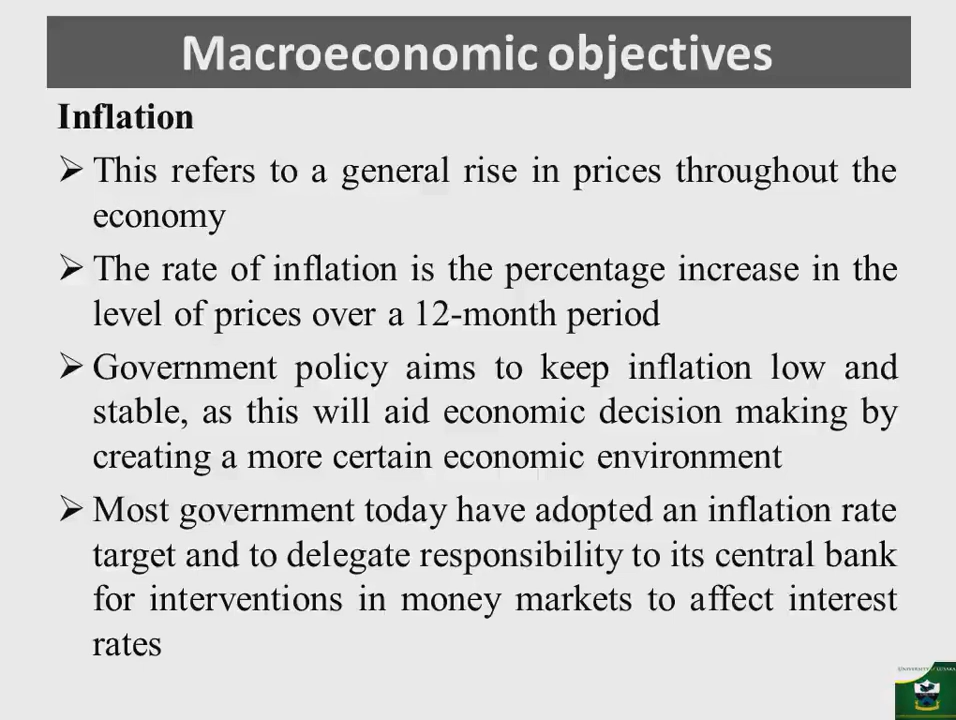 Macroeconomic objectives
Inflation
➢ This refers to a general rise in prices throughout the
economy
➢ The rate of inflation is the percentage increase in the
level of prices over a 12-month period
➢ Government policy aims to keep inflation low and
stable, as this will aid economic decision making by
creating a more certain economic environment
➢ Most government today have adopted an inflation rate
target and to delegate responsibility to its central bank
for interventions in money markets to affect interest
rates
UNIVERSITY OF LUSAKA